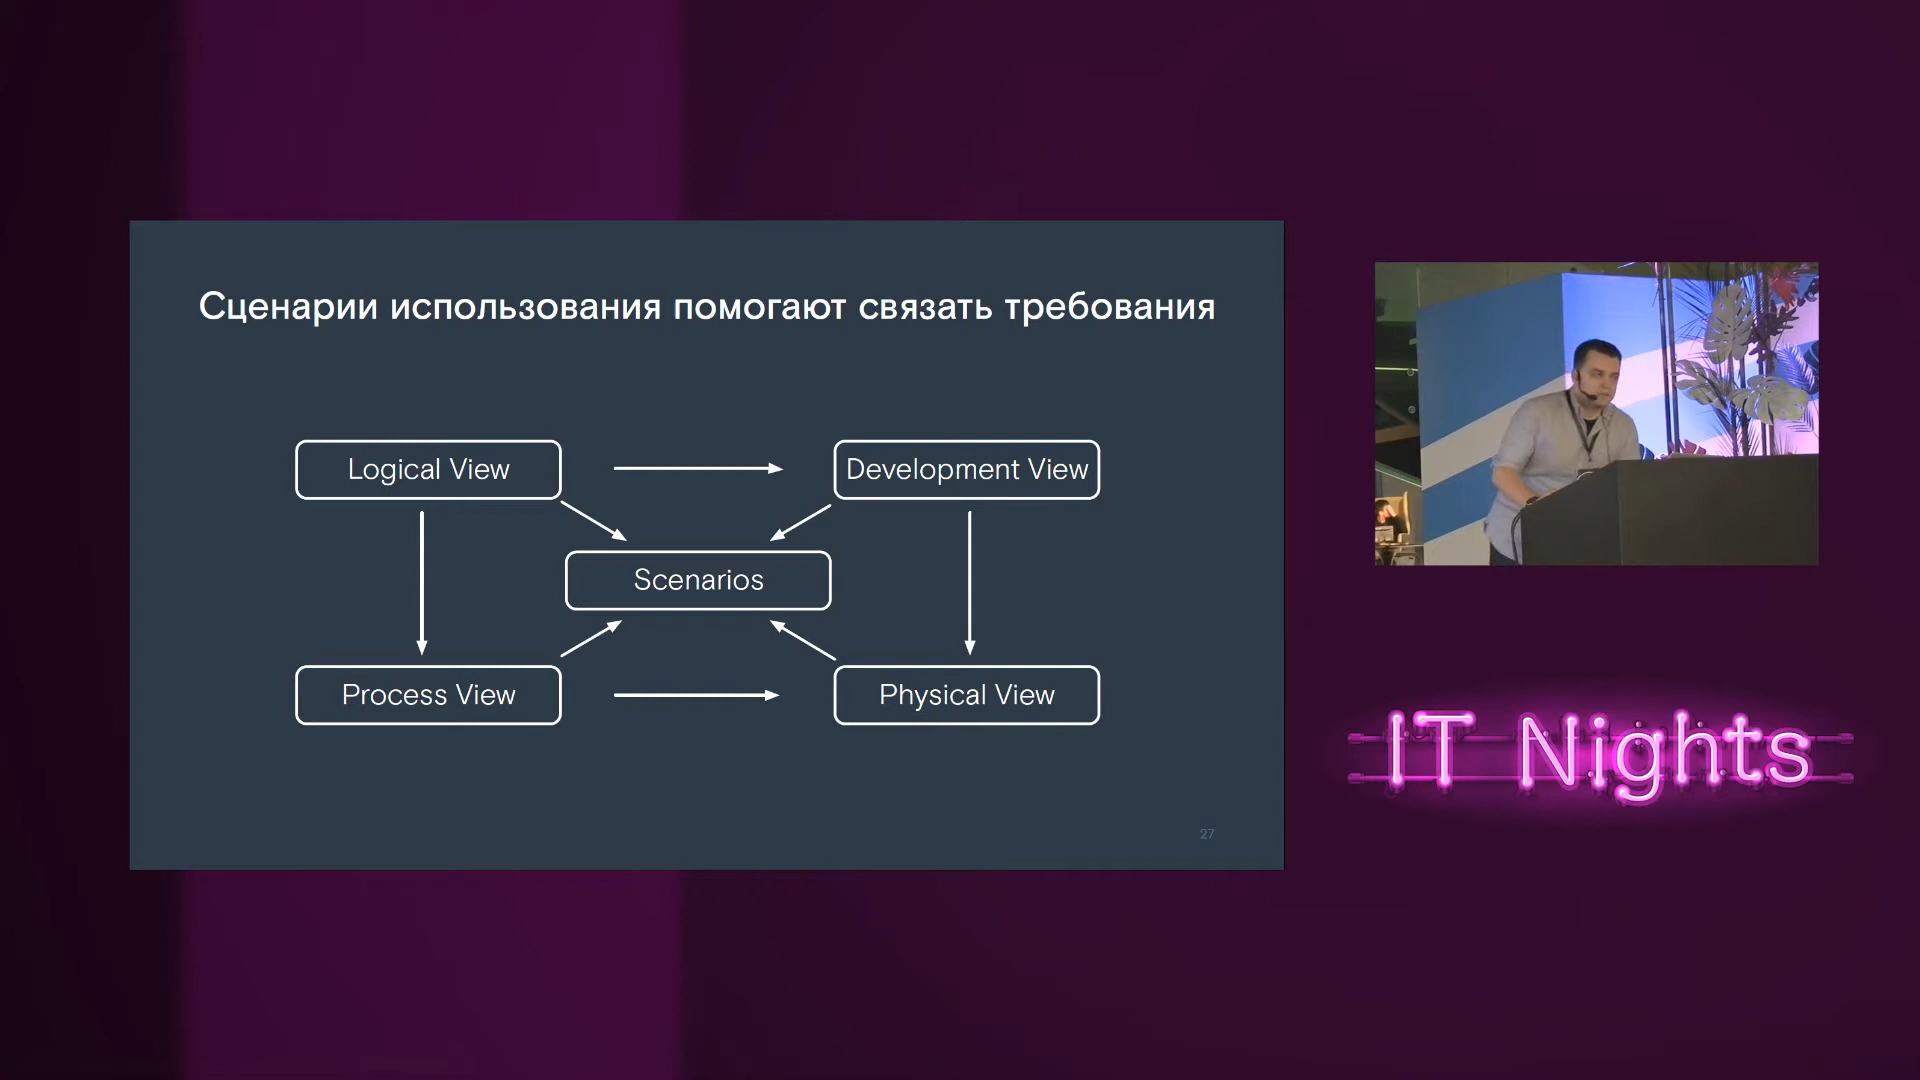 Сценарии использования помогают связать требования
Logical View
Development View
Scenarios
Process View
Physical View
27
IT Nights